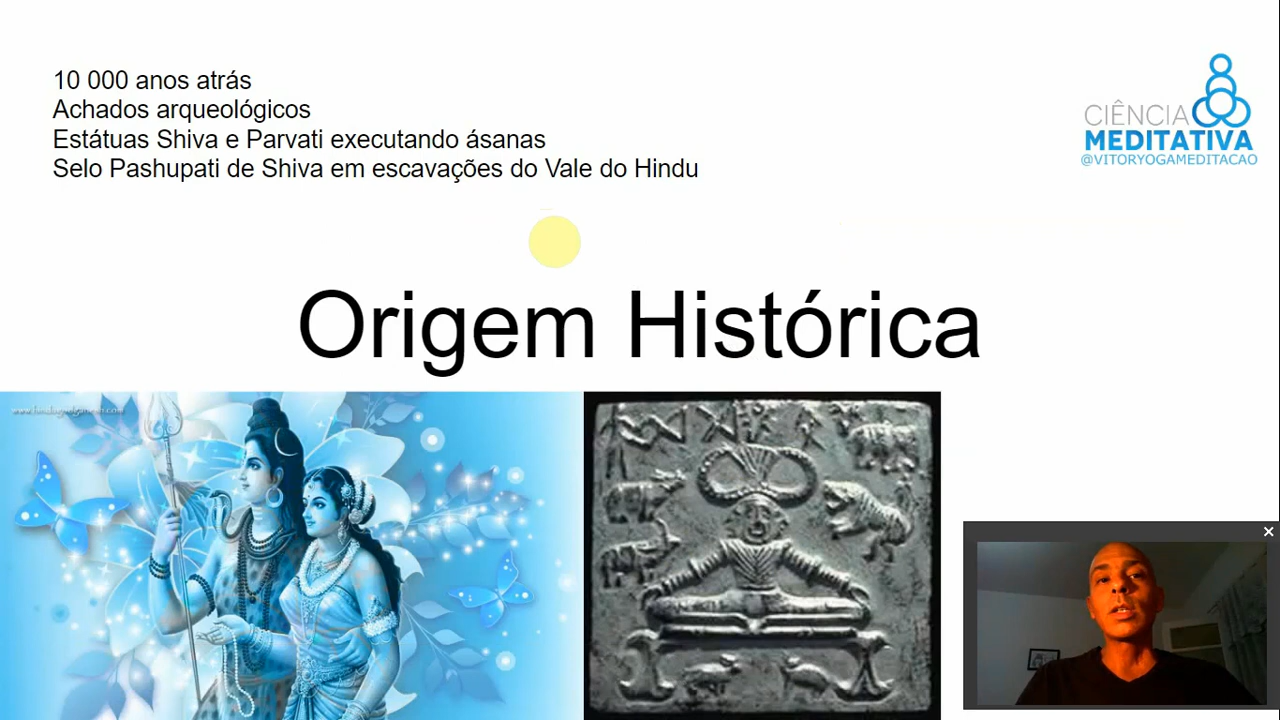 10 000 anos atrás
Achados arqueológicos
Estátuas Shiva e Parvati executando ásanas
Selo Pashupati de Shiva em escavações do Vale do Hindu
CIÊNCIA
MEDITATIVA
@VITORYOGAMEDITACAO
Origem Histórica